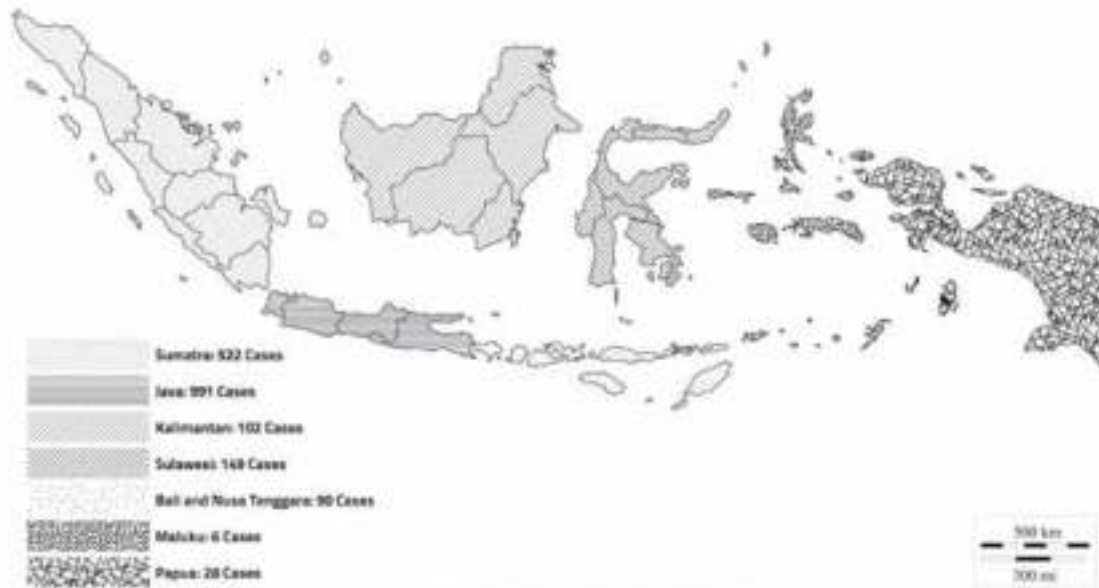 Sumatra: 522 Cases
Java: 991 Cases
Kalimantan: 102 Cases
Sulawesi: 149 Cases
Bali and Nusa Tenggara: 90 Cases
Maluku: 6 Cases
Papua: 28 Cases
500 km
300 mi